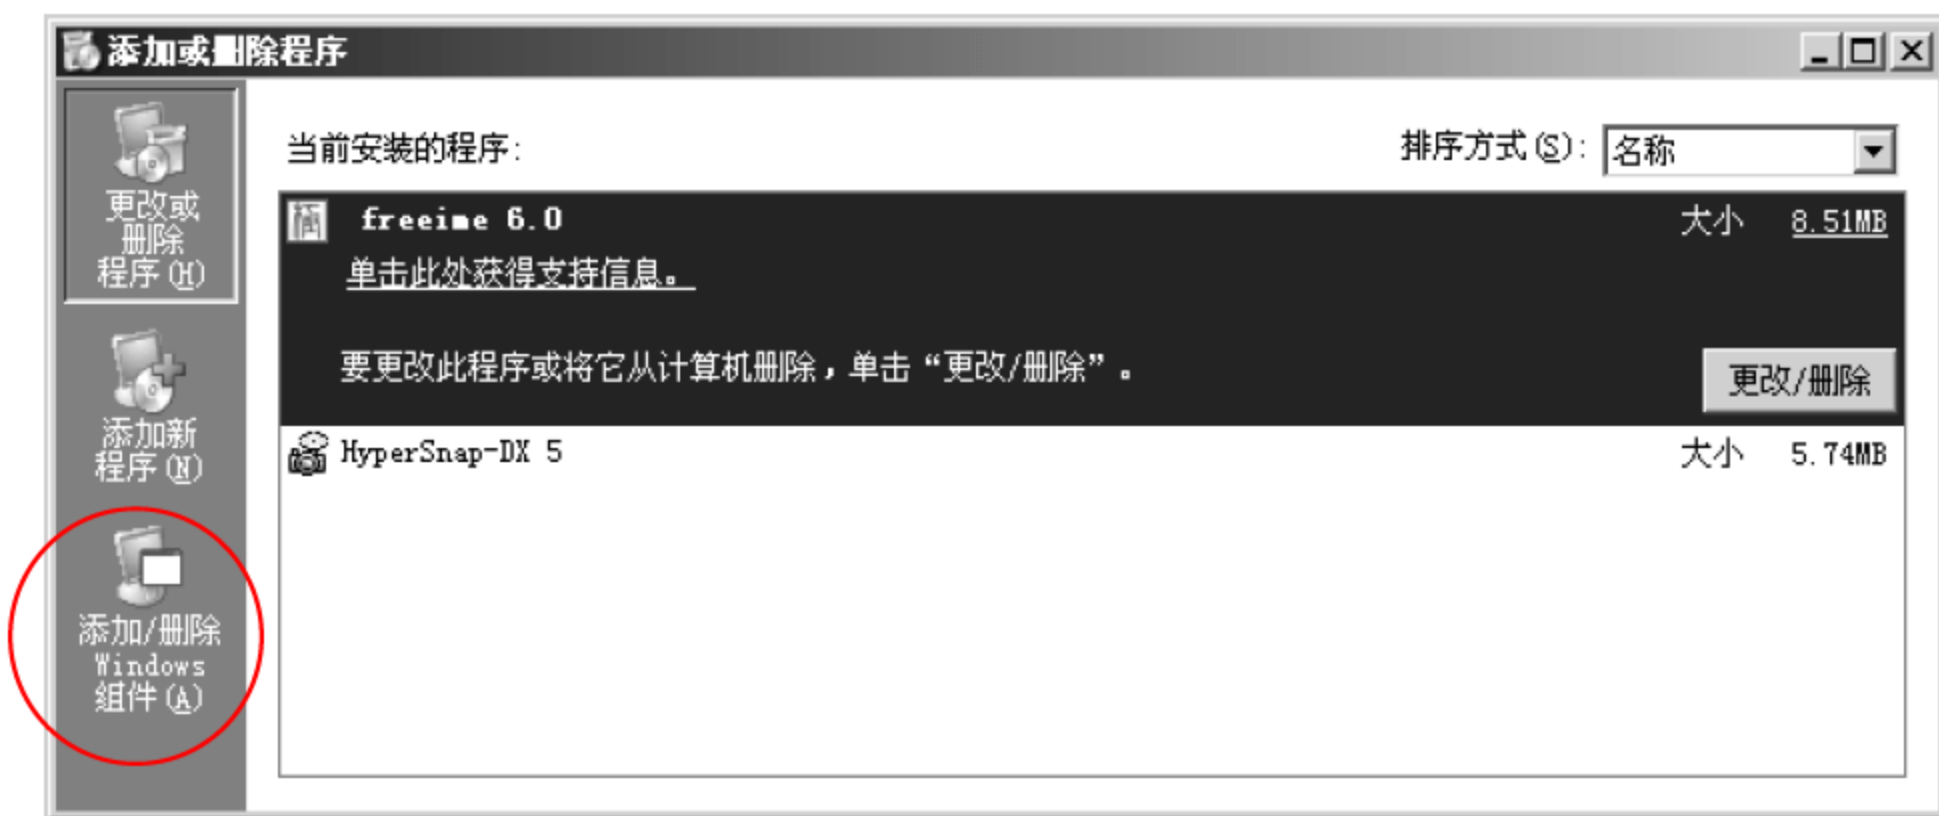 添加或删除程序
更改或
删除
程序(H)
当前安装的程序:
排序方式(S): 名称
freeime 6.0 大小 8.51MB
单击此处获得支持信息。
要更改此程序或将它从计算机删除，单击“更改/删除”。
更改/删除
添加新
程序(N)
HyperSnap-DX 5 大小 5.74MB
添加/删除
Windows
组件(A)